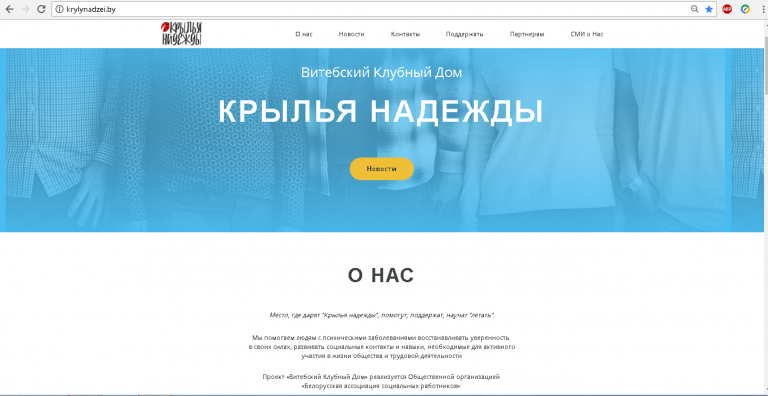 krylynadzei.by
ABP
КРЫЛЬЯ
НАДЕЖДЫ
О нас
Новости
Контакты
Поддержать
Партнерам
СМИ о Нас
Витебский Клубный Дом
КРЫЛЬЯ НАДЕЖДЫ
Новости
О НАС
Место, где дарят "Крылья надежды", помогут, поддержат, научат "летать".
Мы помогаем людям с психическими заболеваниями восстанавливать уверенность
в своих силах, развивать социальные контакты и навыки, необходимые для активного
участия в жизни общества и трудовой деятельности
Проект «Витебский Клубный Дом» реализуется Общественной организацией
«Белорусская ассоциация социальных работников»: